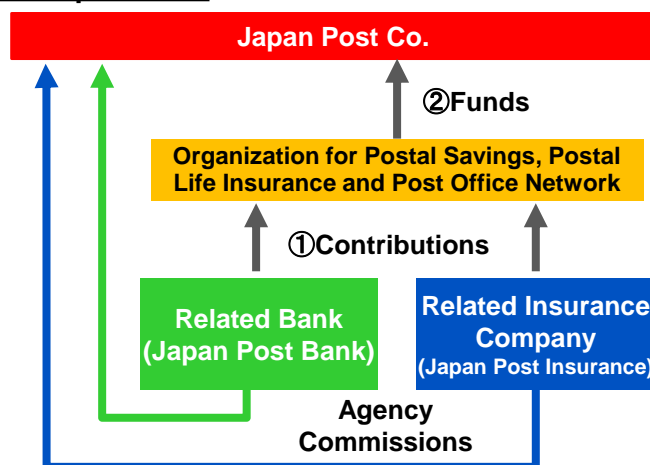 Japan Post Co.
②Funds
Organization for Postal Savings, Postal
Life Insurance and Post Office Network
①Contributions
Related Bank
(Japan Post Bank)
Related Insurance
Company
(Japan Post Insurance)
Agency
Commissions